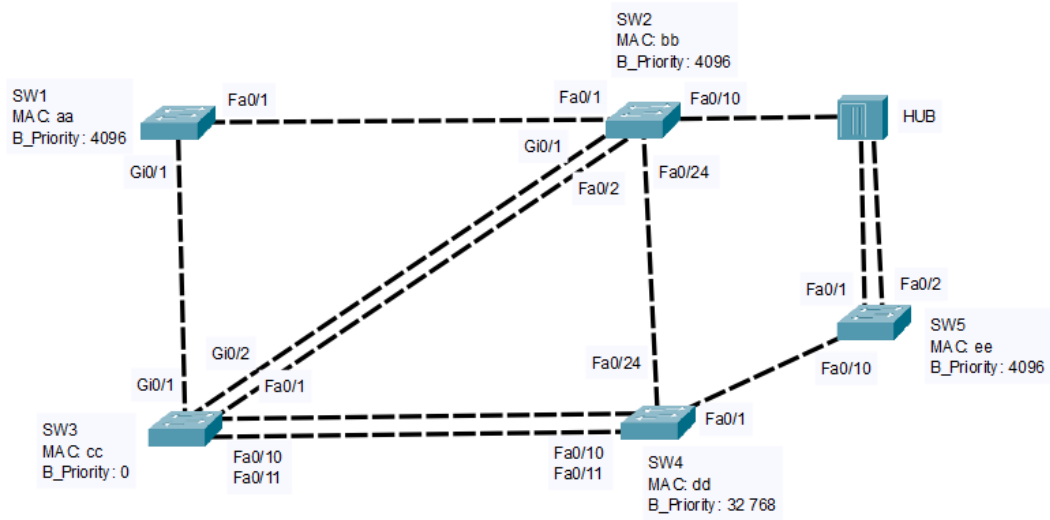 SW2
MAC: bb
B_Priority: 4096
SW1
MAC: aa
B_Priority: 4096
Fa0/1
Fa0/1
Fa0/10
HUB
Gi0/1
Gi0/1
Fa0/2
Fa0/24
Fa0/1
Fa0/2
SW5
MAC: ee
B_Priority: 4096
Gi0/2
Gi0/1
Fa0/1
Fa0/24
Fa0/10
Fa0/1
SW3
MAC: cc
B_Priority: 0
Fa0/10
Fa0/11
Fa0/10
Fa0/11
SW4
MAC: dd
B_Priority: 32 768